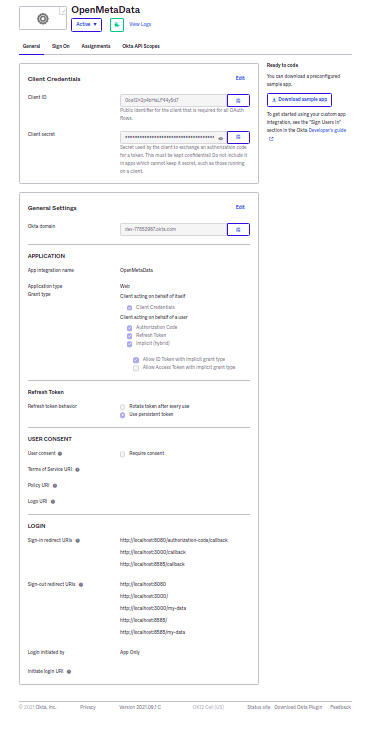 OpenMetaData
Active ▾
View Logs
General
Sign On
Assignments
Okta API Scopes
Client Credentials
Edit
Client ID
Public identifier for the client that is required for all OAuth
flows.
Client secret
••••••••••••••••••••••••••••••••••••••••
Secret used by the client to exchange an authorization code
for a token. This must be kept confidential! Do not include it
in apps which cannot keep it secret, such as those running
on a client.
Ready to code
You can download a preconfigured
sample app.
Download sample app
To get started using your custom app
integration, see the "Sign Users In"
section in the Okta Developer's guide
General Settings
Edit
Okta domain
dev-77652967.okta.com
APPLICATION
App integration name
OpenMetaData
Application type
Web
Grant type
Client acting on behalf of itself
Client Credentials
Client acting on behalf of a user
Authorization Code
Refresh Token
Implicit (hybrid)
Allow ID Token with implicit grant type
Allow Access Token with implicit grant type
Refresh Token
Refresh token behavior
Rotate token after every use
Use persistent token
USER CONSENT
User consent
Require consent
Terms of Service URI
Policy URI
Logo URI
LOGIN
Sign-in redirect URIs
http://localhost:8080/authorization-code/callback
http://localhost:3000/callback
http://localhost:8585/callback
Sign-out redirect URIs
http://localhost:8080
http://localhost:3000/
http://localhost:3000/my-data
http://localhost:8585/
http://localhost:8585/my-data
Login initiated by
App Only
Initiate login URI
© 2021 Okta, Inc.
Privacy
Version 2021.09.1 C
OK12 Cell (US)
Status site
Download Okta Plugin
Feedback